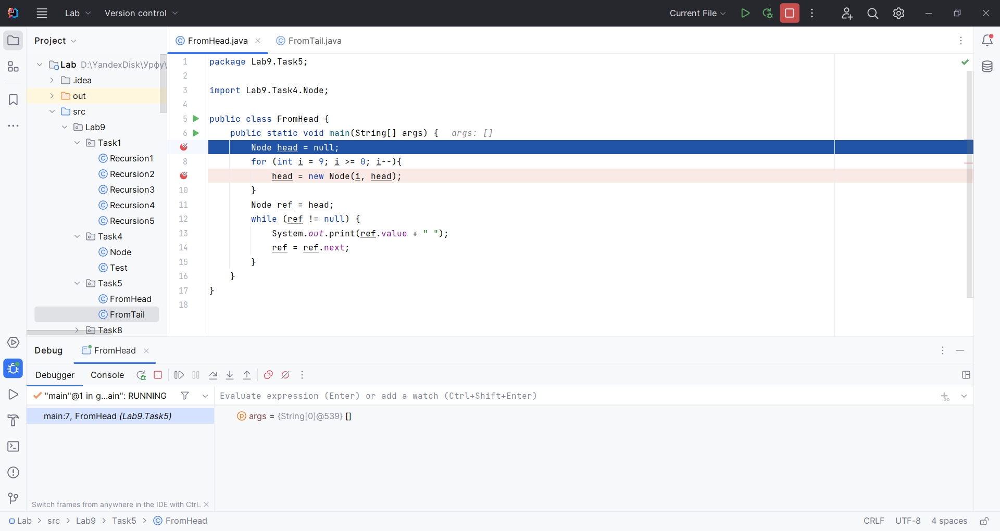 Lab
Version control
Current File
Project
FromHead.java
FromTail.java
Lab D:\YandexDisk\Урфу\
.idea
out
src
Lab9
Task1
Recursion1
Recursion2
Recursion3
Recursion4
Recursion5
Task4
Node
Test
Task5
FromHead
FromTail
Task8
1 package Lab9.Task5;
2
3 import Lab9.Task4.Node;
4
5 public class FromHead {
6 public static void main(String[] args) { args: []
Node head = null;
8 for (int i = 9; i >= 0; i--){
head = new Node(i, head);
10 }
11 Node ref = head;
12 while (ref != null) {
13 System.out.print(ref.value + " ");
14 ref = ref.next;
15 }
16 }
17 }
18
Debug
FromHead
Debugger
Console
"main"@1 in g...ain": RUNNING
Evaluate expression (Enter) or add a watch (Ctrl+Shift+Enter)
main:7, FromHead (Lab9.Task5)
args = {String[0]@539} []
Switch frames from anywhere in the IDE with Ctrl..
Lab > src > Lab9 > Task5 > FromHead
CRLF UTF-8 4 spaces